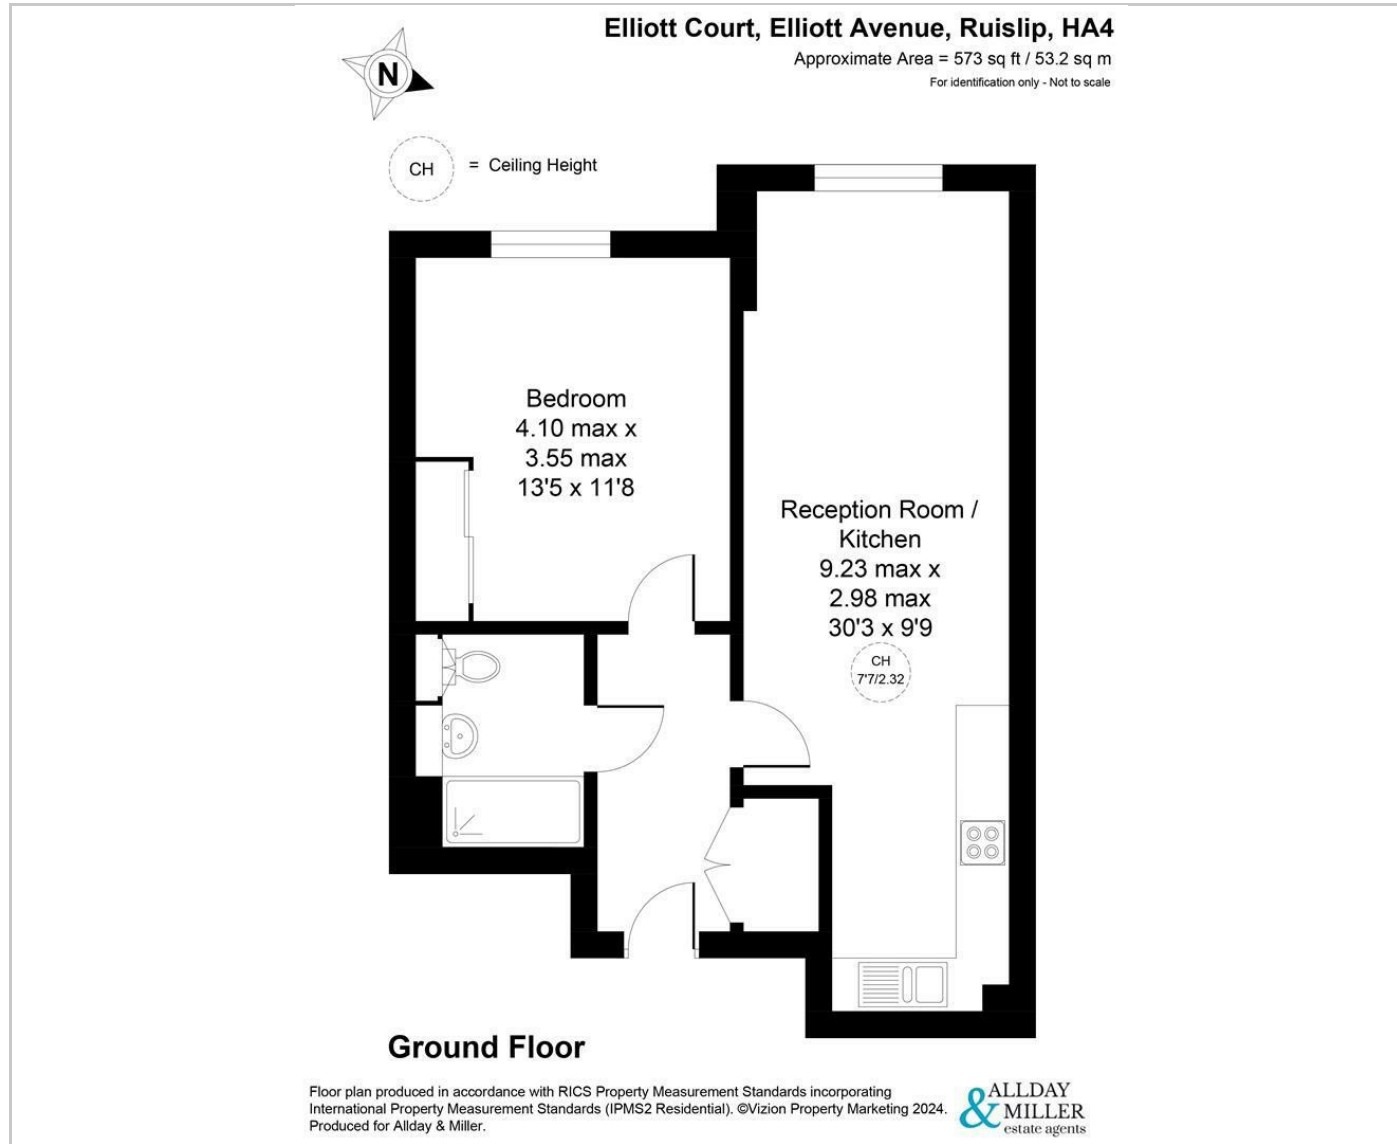 Elliott Court, Elliott Avenue, Ruislip, HA4
Approximate Area = 573 sq ft / 53.2 sq m
For identification only - Not to scale
N
CH = Ceiling Height
Bedroom
4.10 max x
3.55 max
13'5 x 11'8
Reception Room /
Kitchen
9.23 max x
2.98 max
30'3 x 9'9
CH
7'7/2.32
Ground Floor
Floor plan produced in accordance with RICS Property Measurement Standards incorporating
International Property Measurement Standards (IPMS2 Residential). ©Vizion Property Marketing 2024.
Produced for Allday & Miller.
ALLDAY
& MILLER
estate agents